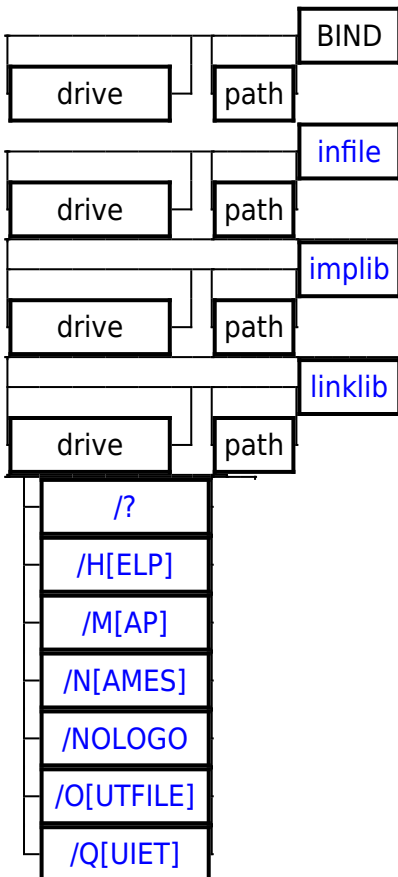 BIND
drive path
infile
drive path
implib
drive path
linklib
drive path
/?
/H[ELP]
/M[AP]
/N[AMES]
/NOLOGO
/O[UTFILE]
/Q[UIET]